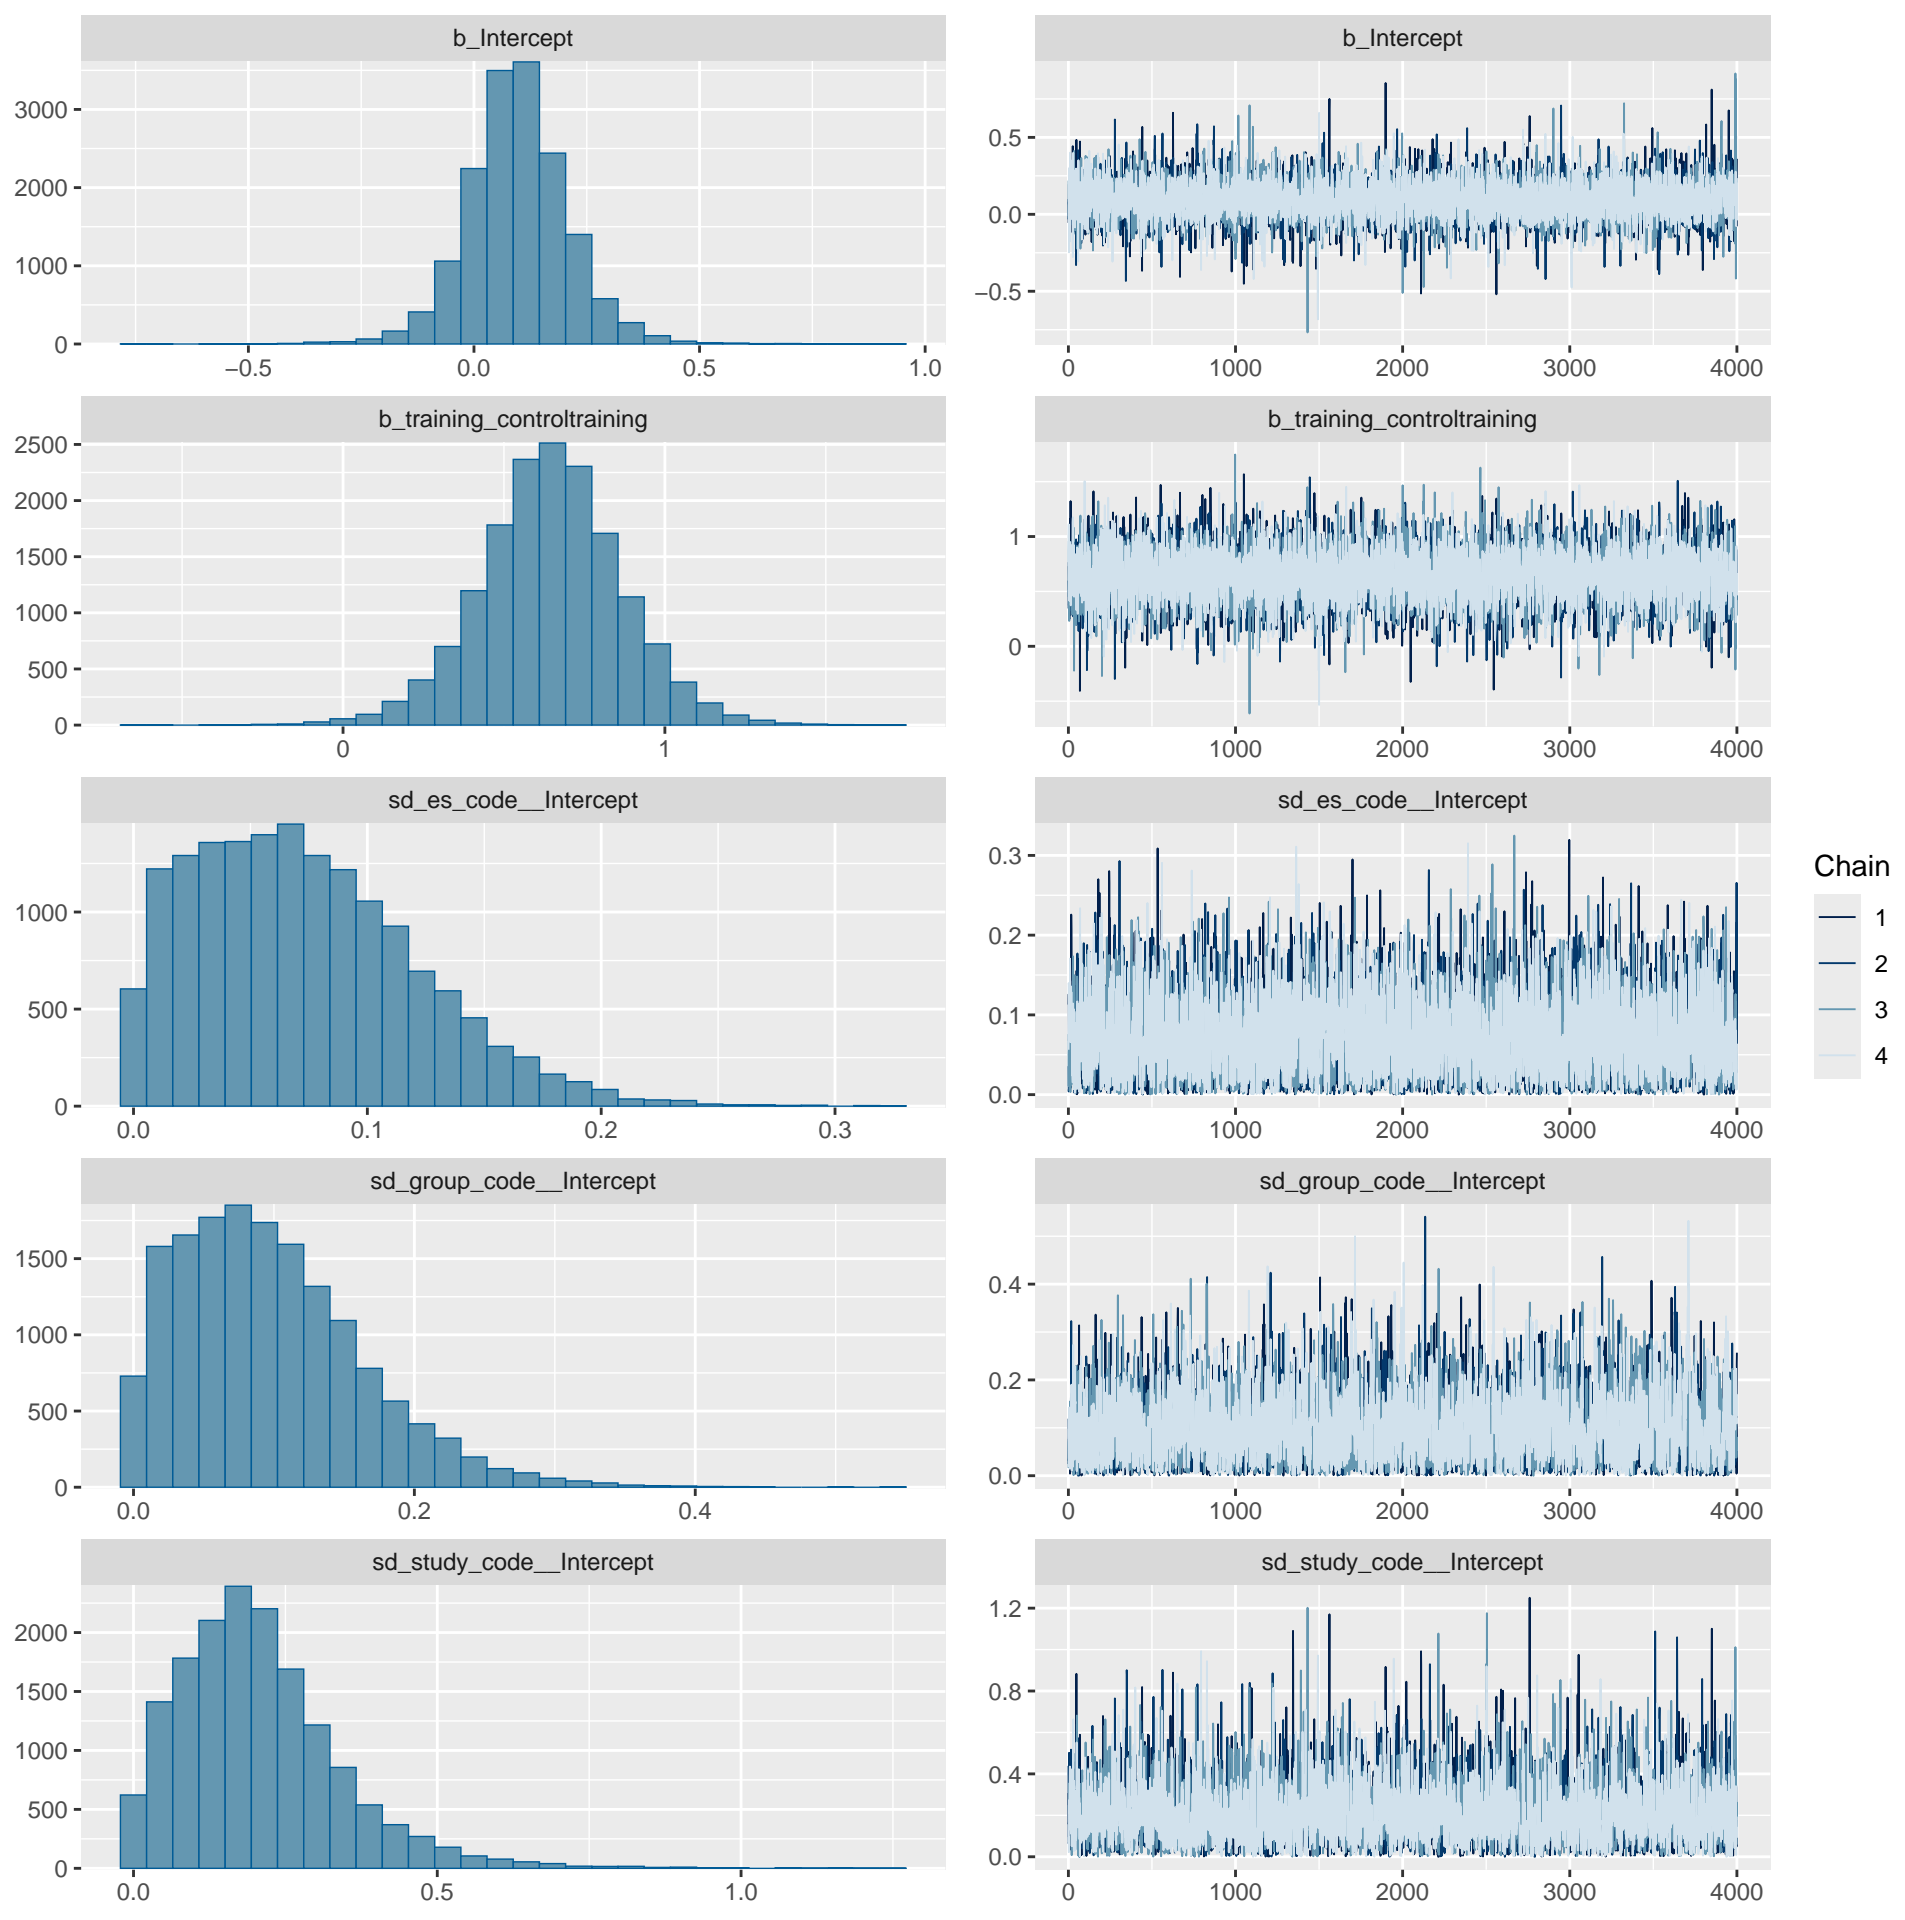 b_Intercept
3000
2000
1000
0
−0.5 0.0 0.5 1.0
b_Intercept
0.5
0.0
−0.5
0 1000 2000 3000 4000
b_training_controltraining
2500
2000
1500
1000
500
0
0 1
b_training_controltraining
1
0
0 1000 2000 3000 4000
sd_es_code__Intercept
1000
500
0
0.0 0.1 0.2 0.3
sd_es_code__Intercept
0.3
0.2
0.1
0.0
0 1000 2000 3000 4000
sd_group_code__Intercept
1500
1000
500
0
0.0 0.2 0.4
sd_group_code__Intercept
0.4
0.2
0.0
0 1000 2000 3000 4000
sd_study_code__Intercept
2000
1500
1000
500
0
0.0 0.5 1.0
sd_study_code__Intercept
1.2
0.8
0.4
0.0
0 1000 2000 3000 4000
Chain
1
2
3
4